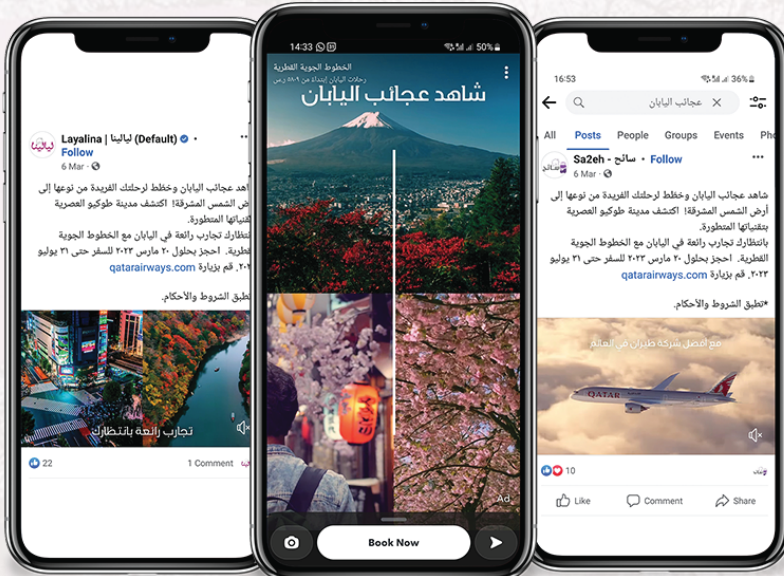 Layalina | ليالينا (Default) •
Follow
6 Mar ·
عجائب اليابان وخطط لرحلتك الفريدة من نوعها إلى
الشمس المشرقة! اكتشف مدينة طوكيو العصرية
بتقنياتها المتطورة.
بانتظارك تجارب رائعة في اليابان مع الخطوط الجوية
القطرية. احجز بحلول ٢٠ مارس ٢٠٢٣ للسفر حتى ٣١ يوليو
قم بزيارة qatarairways.com
تطبق الشروط والأحكام.
تجارب رائعة بانتظارك
22
1 Comment
14:33
50%
الخطوط الجوية القطرية
رحلات اليابان إبتداءً من ٥٨٠٩ ر.س
شاهد عجائب اليابان
Ad
Book Now
16:53
36%
عجائب اليابان
All Posts People Groups Events Pho
Sa2eh - سائح • Follow
6 Mar ·
شاهد عجائب اليابان وخطط لرحلتك الفريدة من نوعها إلى
أرض الشمس المشرقة! اكتشف مدينة طوكيو العصرية
بتقنياتها المتطورة.
بانتظارك تجارب رائعة في اليابان مع الخطوط الجوية
القطرية. احجز بحلول ٢٠ مارس ٢٠٢٣ للسفر حتى ٣١ يوليو
٢٠٢٣. قم بزيارة qatarairways.com
*تطبق الشروط والأحكام.
مع أفضل شركة طيران في العالم
QATAR
10
Like Comment Share